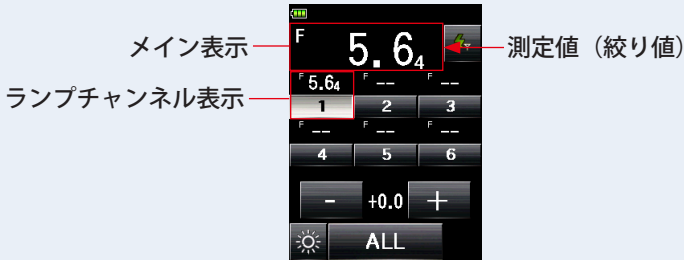 メイン表示
F 5.6₄
測定値（絞り値）
ランプチャンネル表示
F 5.6₄ F -- F --
1 2 3
F -- F -- F --
4 5 6
- +0.0 +
ALL